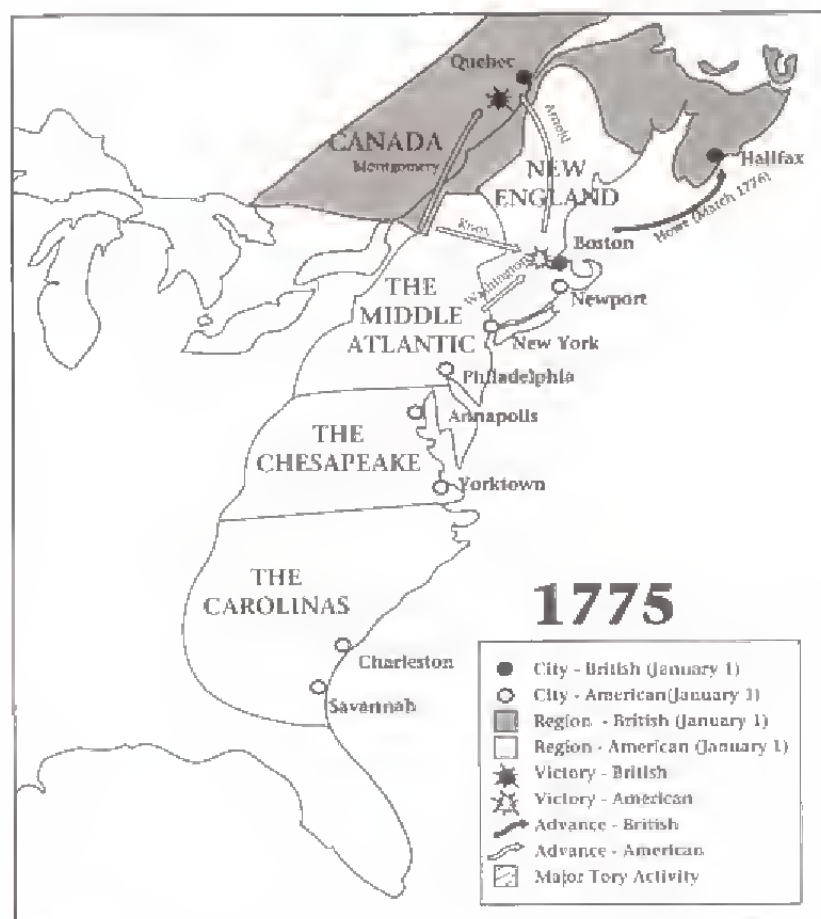 Quebec
CANADA
Montgomery
Arnold
NEW
ENGLAND
Halifax
Howe (March 1776)
Knox
Boston
Washington
Newport
THE
MIDDLE
ATLANTIC
New York
Philadelphia
Annapolis
THE
CHESAPEAKE
Yorktown
THE
CAROLINAS
Charleston
Savannah
1775
City - British (January 1)
City - American(January 1)
Region - British (January 1)
Region - American (January 1)
Victory - British
Victory - American
Advance - British
Advance - American
Major Tory Activity